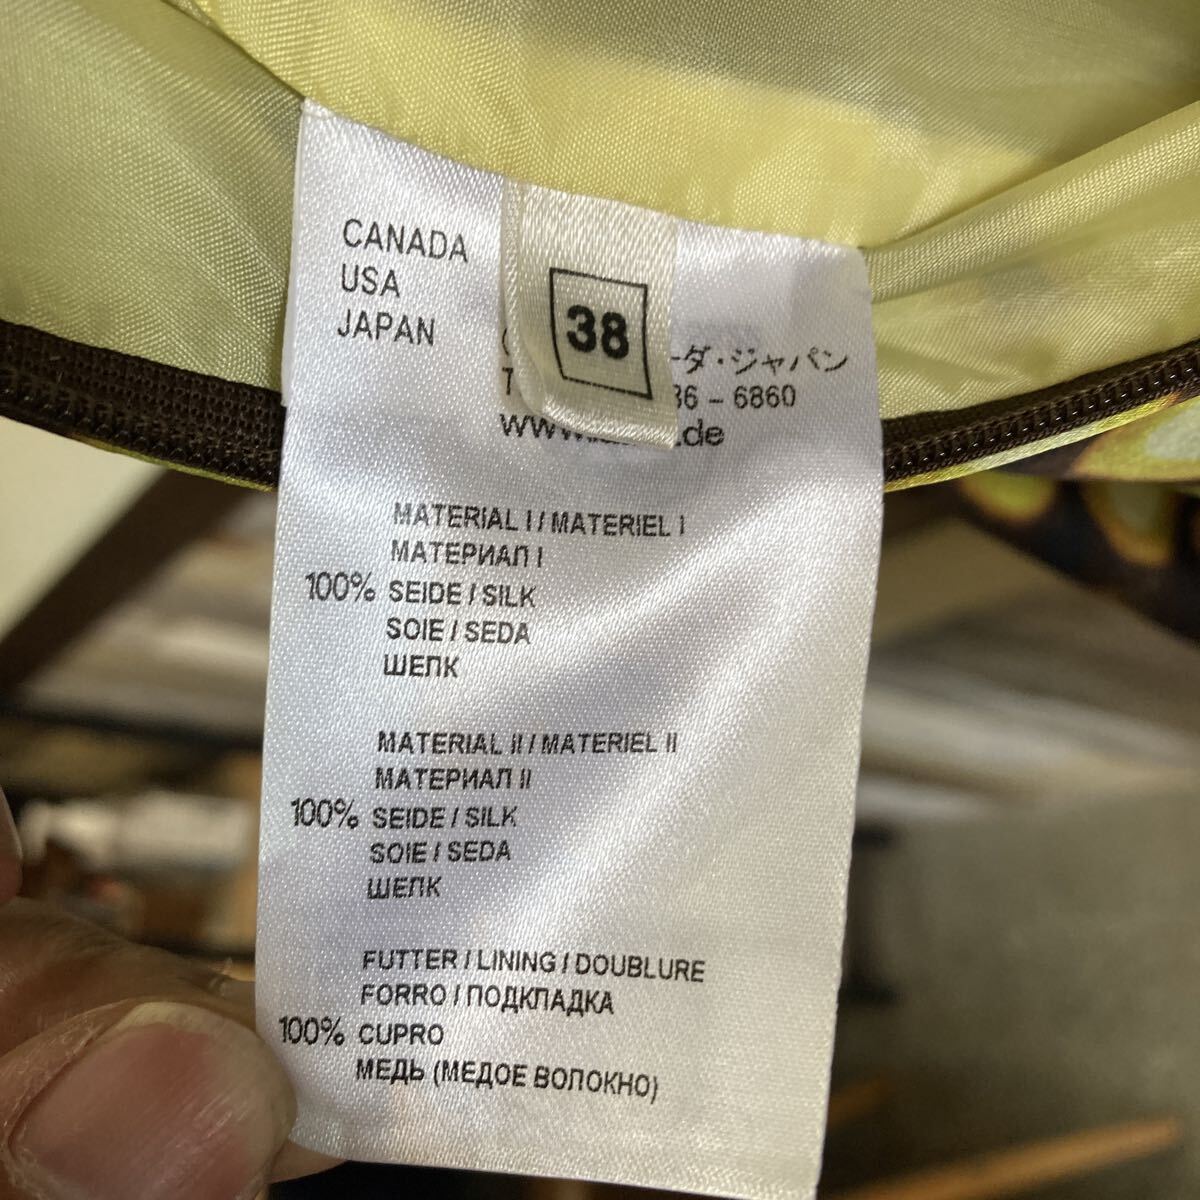 CANADA
USA
JAPAN
38
ーダ・ジャパン
36 – 6860
www. .de
MATERIAL I / MATERIEL I
МАТЕРИАЛ I
100% SEIDE / SILK
SOIE / SEDA
ШЕЛК
MATERIAL II / MATERIEL II
МАТЕРИАЛ II
100% SEIDE / SILK
SOIE / SEDA
ШЕЛК
FUTTER / LINING / DOUBLURE
FORRO / ПОДКЛАДКА
100% CUPRO
МЕДЬ (МЕДОЕ ВОЛОКНО)